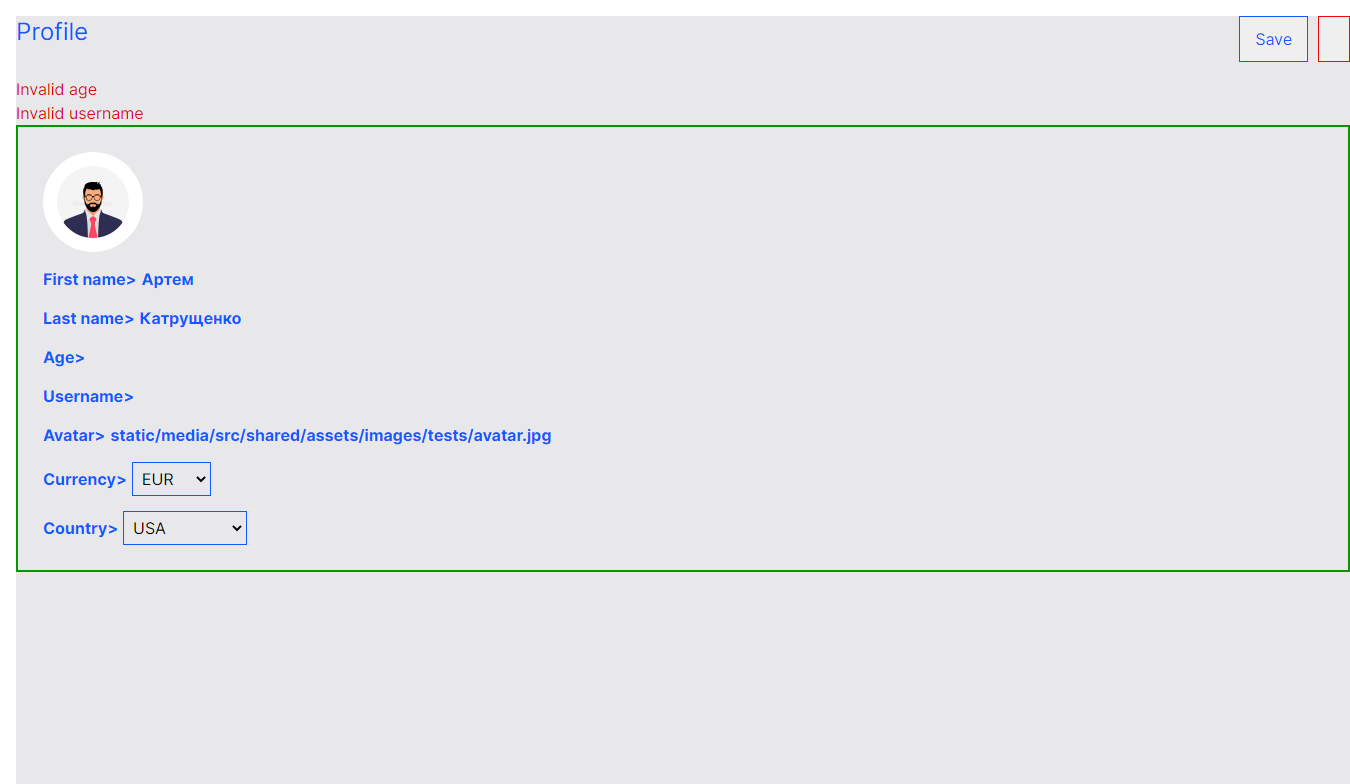 Profile
Save
Invalid age
Invalid username
First name> Артем
Last name> Катрущенко
Age>
Username>
Avatar> static/media/src/shared/assets/images/tests/avatar.jpg
Currency> EUR
Country> USA